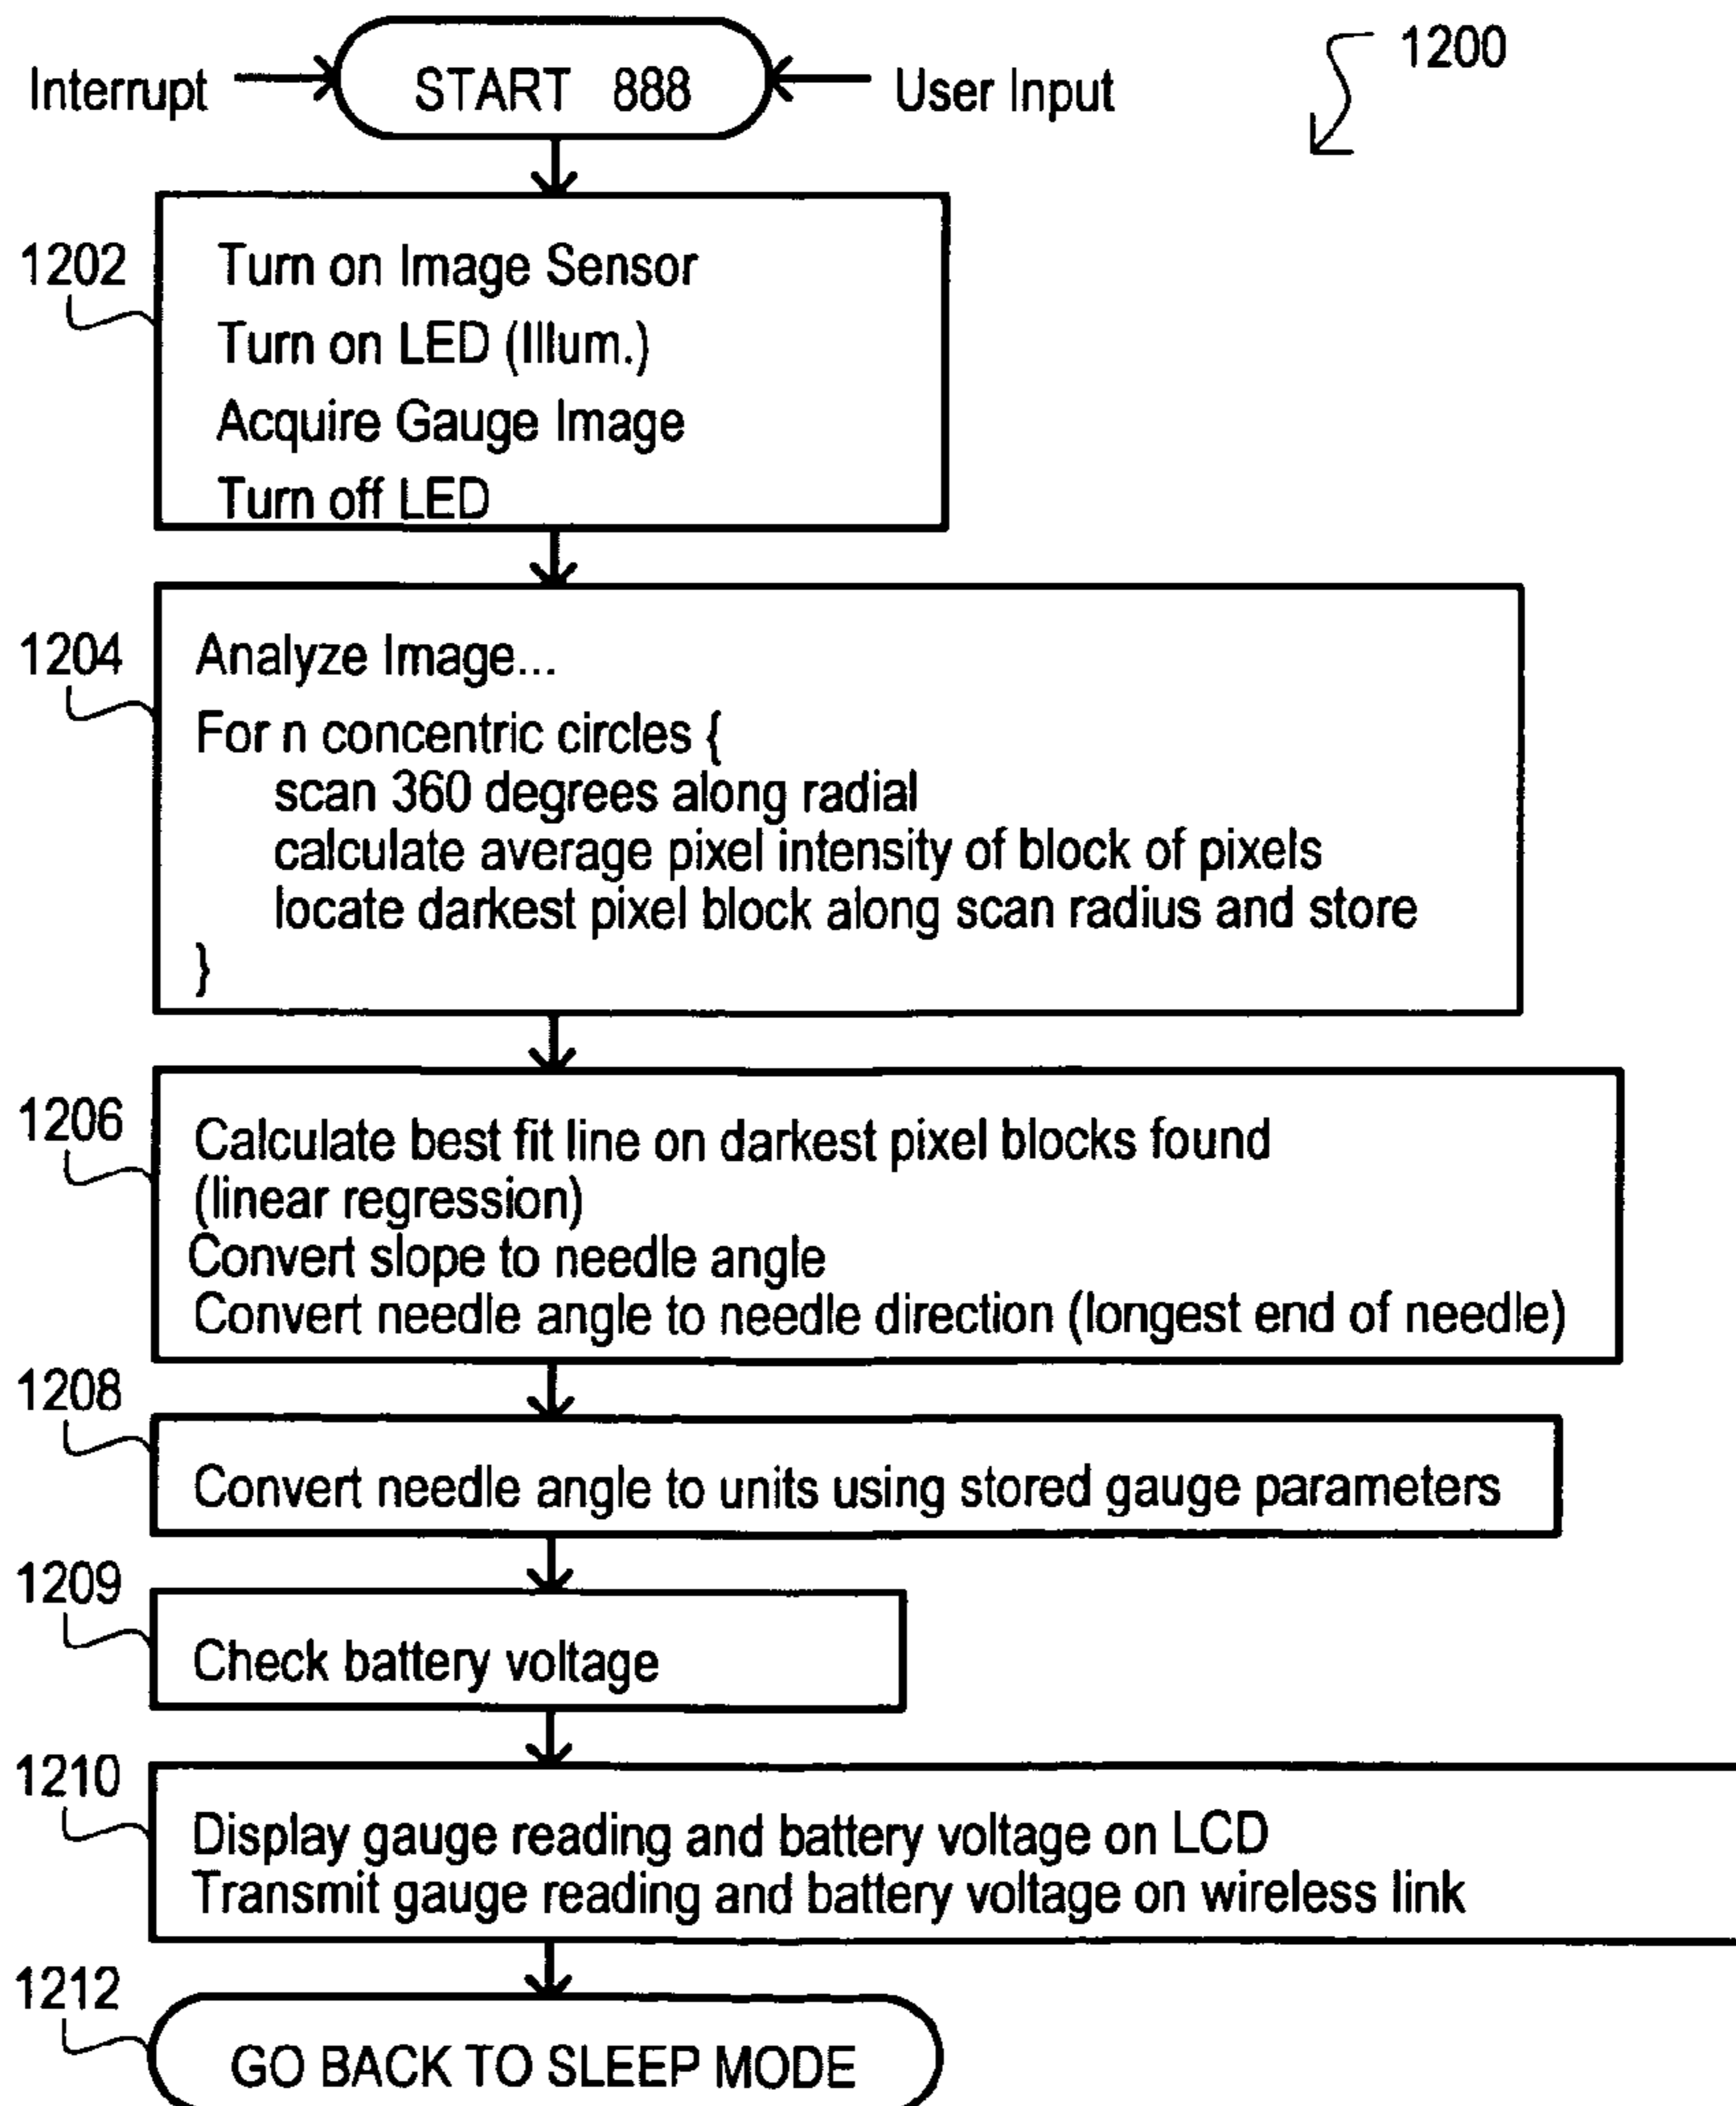 1200
Interrupt START 888 User Input
1202
Turn on Image Sensor
Turn on LED (Illum.)
Acquire Gauge Image
Turn off LED
1204
Analyze Image...
For n concentric circles {
scan 360 degrees along radial
calculate average pixel intensity of block of pixels
locate darkest pixel block along scan radius and store
}
1206
Calculate best fit line on darkest pixel blocks found
(linear regression)
Convert slope to needle angle
Convert needle angle to needle direction (longest end of needle)
1208
Convert needle angle to units using stored gauge parameters
1209
Check battery voltage
1210
Display gauge reading and battery voltage on LCD
Transmit gauge reading and battery voltage on wireless link
1212
GO BACK TO SLEEP MODE